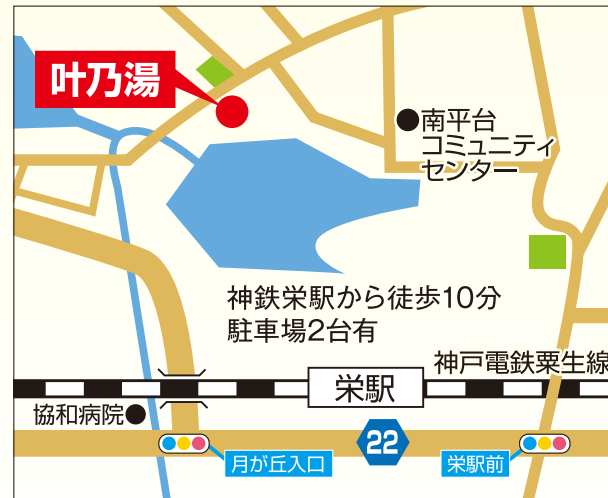 叶乃湯
南平台
コミュニティ
センター
神鉄栄駅から徒歩10分
駐車場2台有
神戸電鉄粟生線
栄駅
協和病院
22
月が丘入口
栄駅前